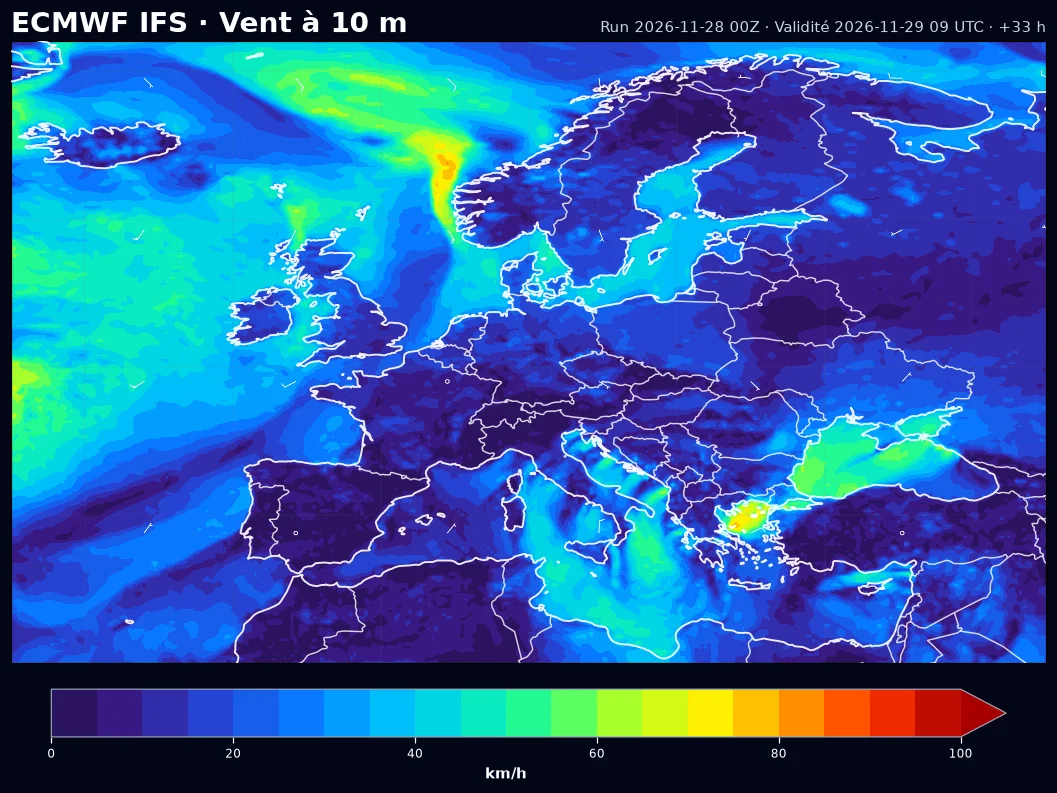 ECMWF IFS · Vent à 10 m
Run 2026-11-28 00Z · Validité 2026-11-29 09 UTC · +33 h
0 20 40 60 80 100
km/h